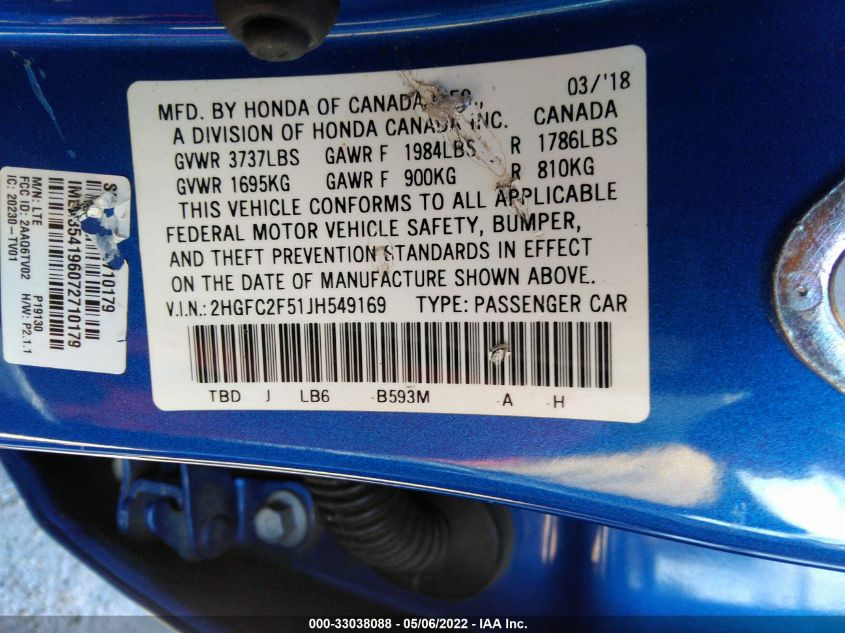 MFD. BY HONDA OF CANADA 03/'18
A DIVISION OF HONDA CANADA INC. CANADA
GVWR 3737LBS GAWR F 1984LBS R 1786LBS
GVWR 1695KG GAWR F 900KG R 810KG
THIS VEHICLE CONFORMS TO ALL APPLICABLE
FEDERAL MOTOR VEHICLE SAFETY, BUMPER,
AND THEFT PREVENTION STANDARDS IN EFFECT
ON THE DATE OF MANUFACTURE SHOWN ABOVE.
V.I.N.: 2HGFC2F51JH549169 TYPE: PASSENGER CAR
TBD J LB6 B593M A H
354196072710179
M/N: LTE P19130
FCC ID: 2AAO6TV02 H/W: P2.1.1
IC: 20230-TV01
000-33038088 - 05/06/2022 - IAA Inc.